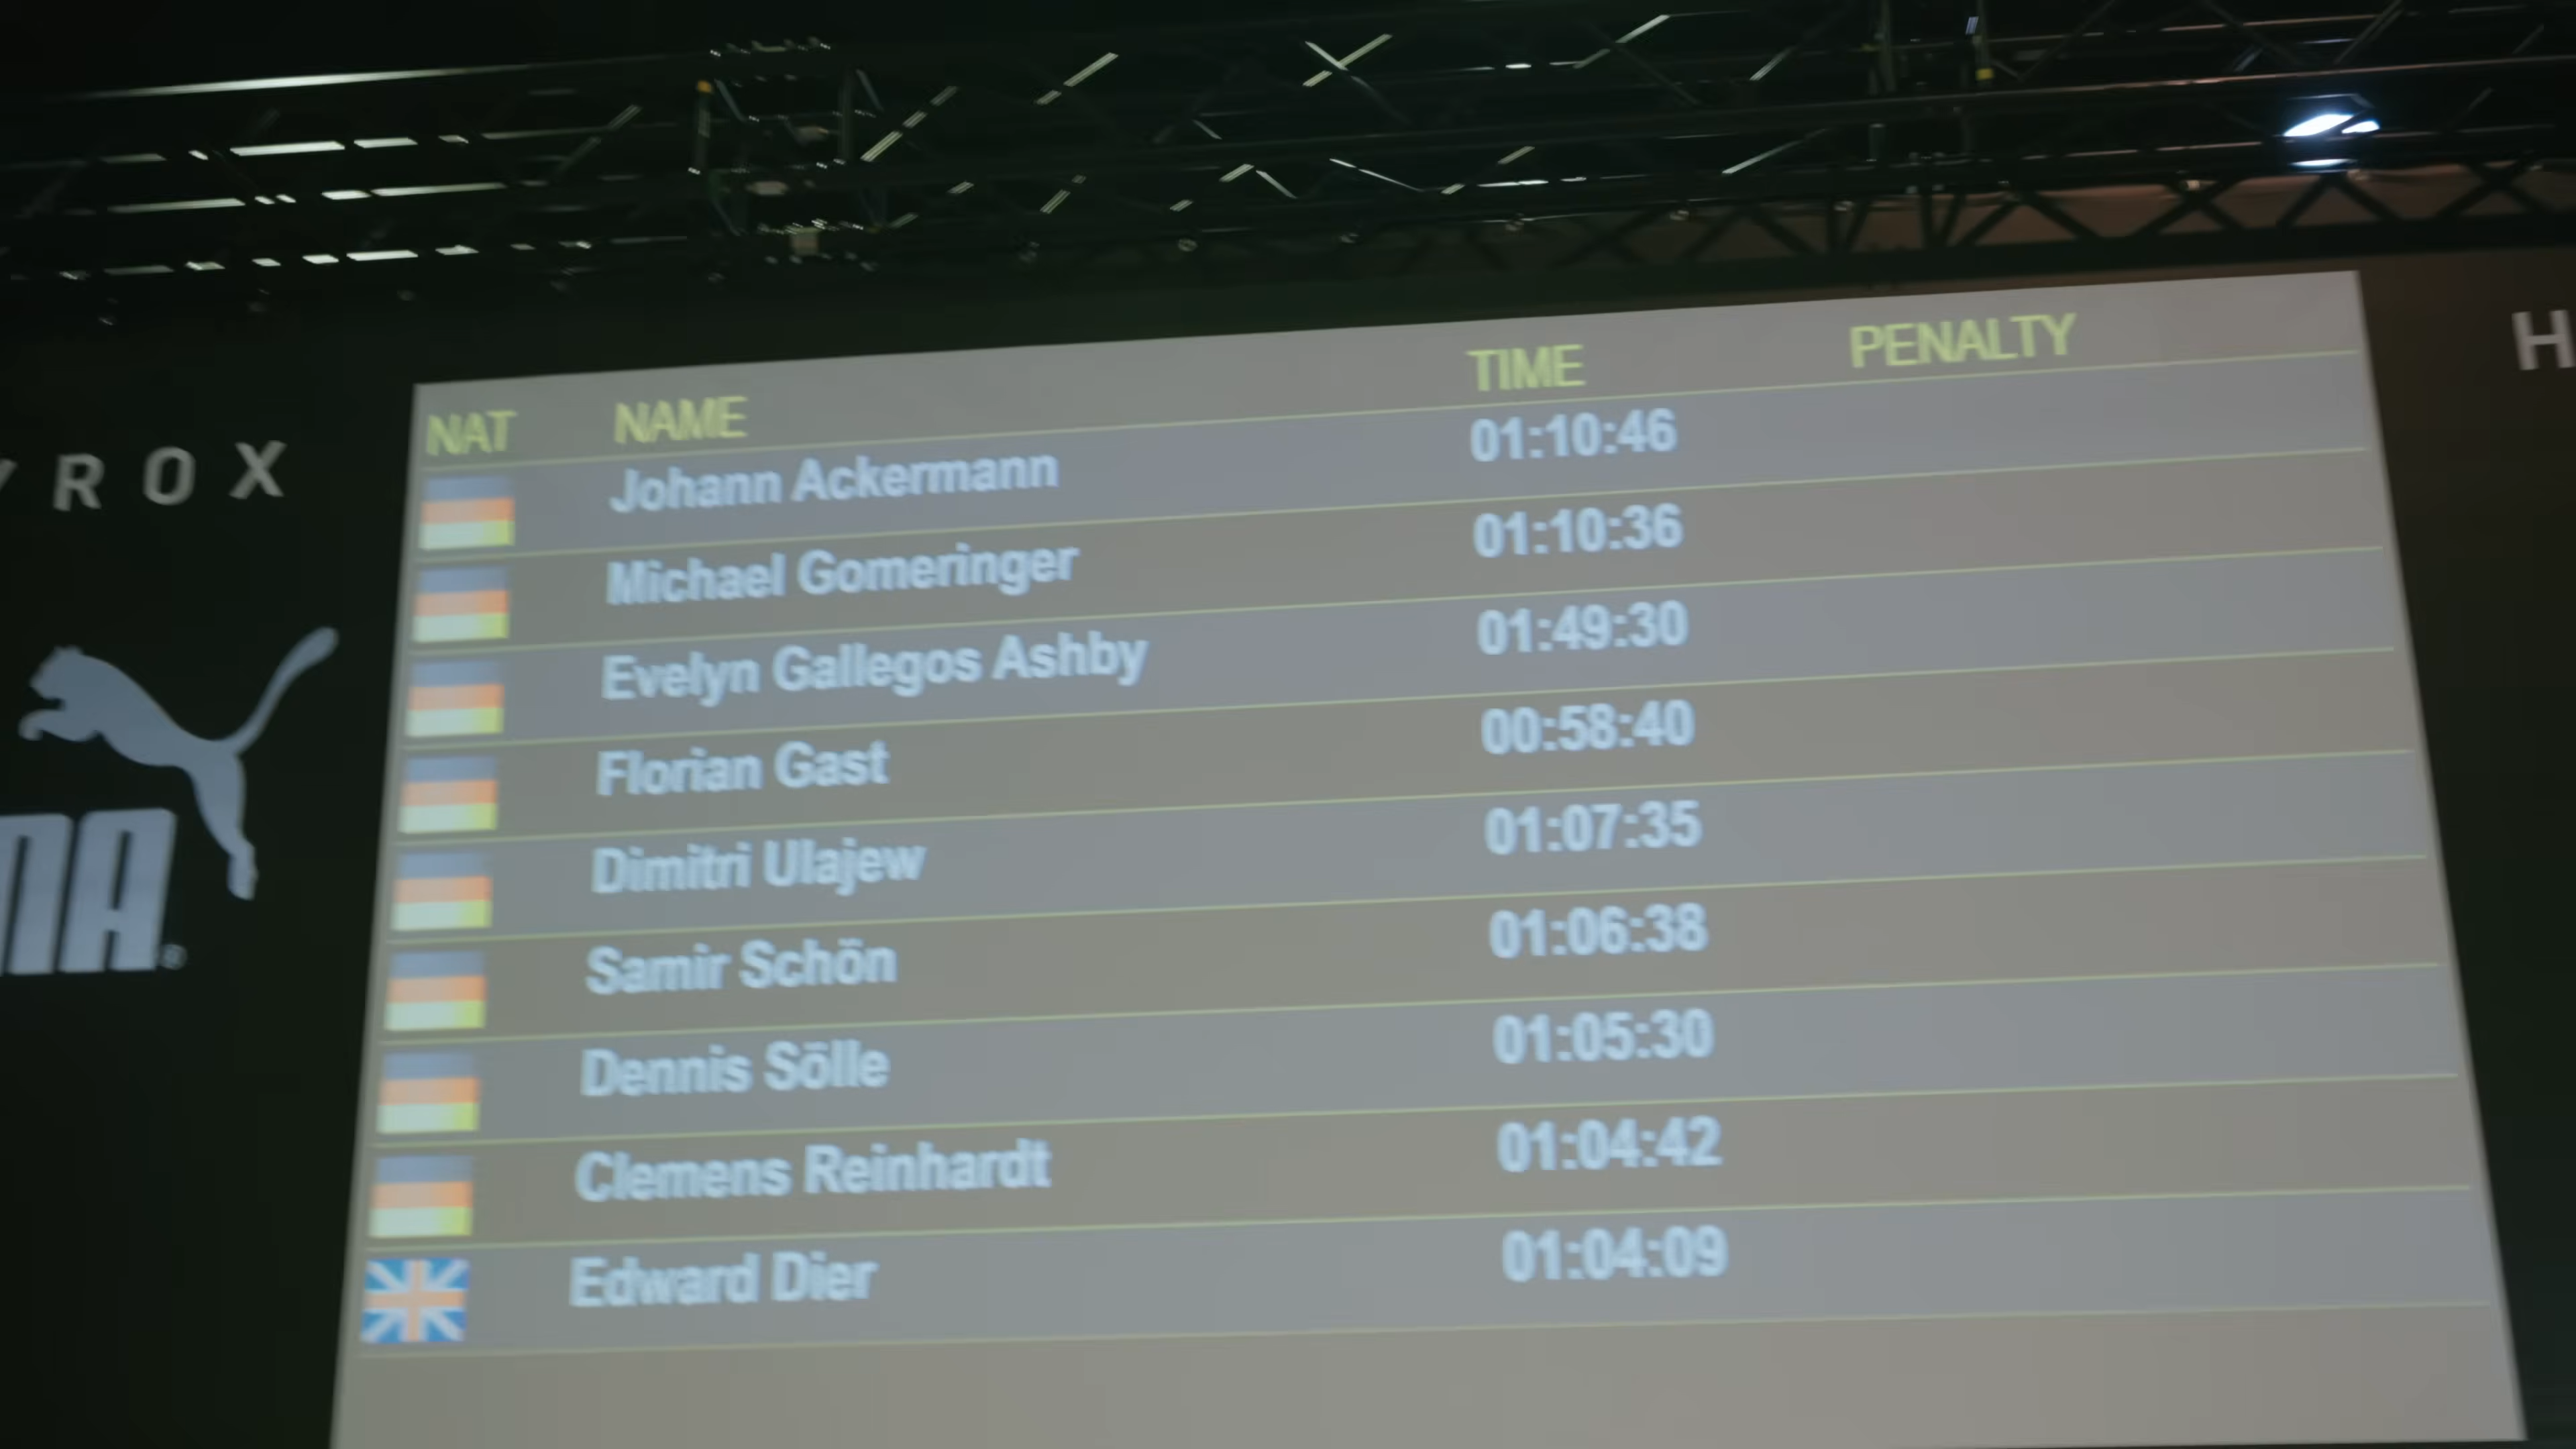 NAT NAME TIME PENALTY
Johann Ackermann 01:10:46
Michael Gomeringer 01:10:36
Evelyn Gallegos Ashby 01:49:30
Florian Gast 00:58:40
Dimitri Ulajew 01:07:35
Samir Schön 01:06:38
Dennis Sölle 01:05:30
Clemens Reinhardt 01:04:42
Edward Dier 01:04:09
YROX
MA®
H